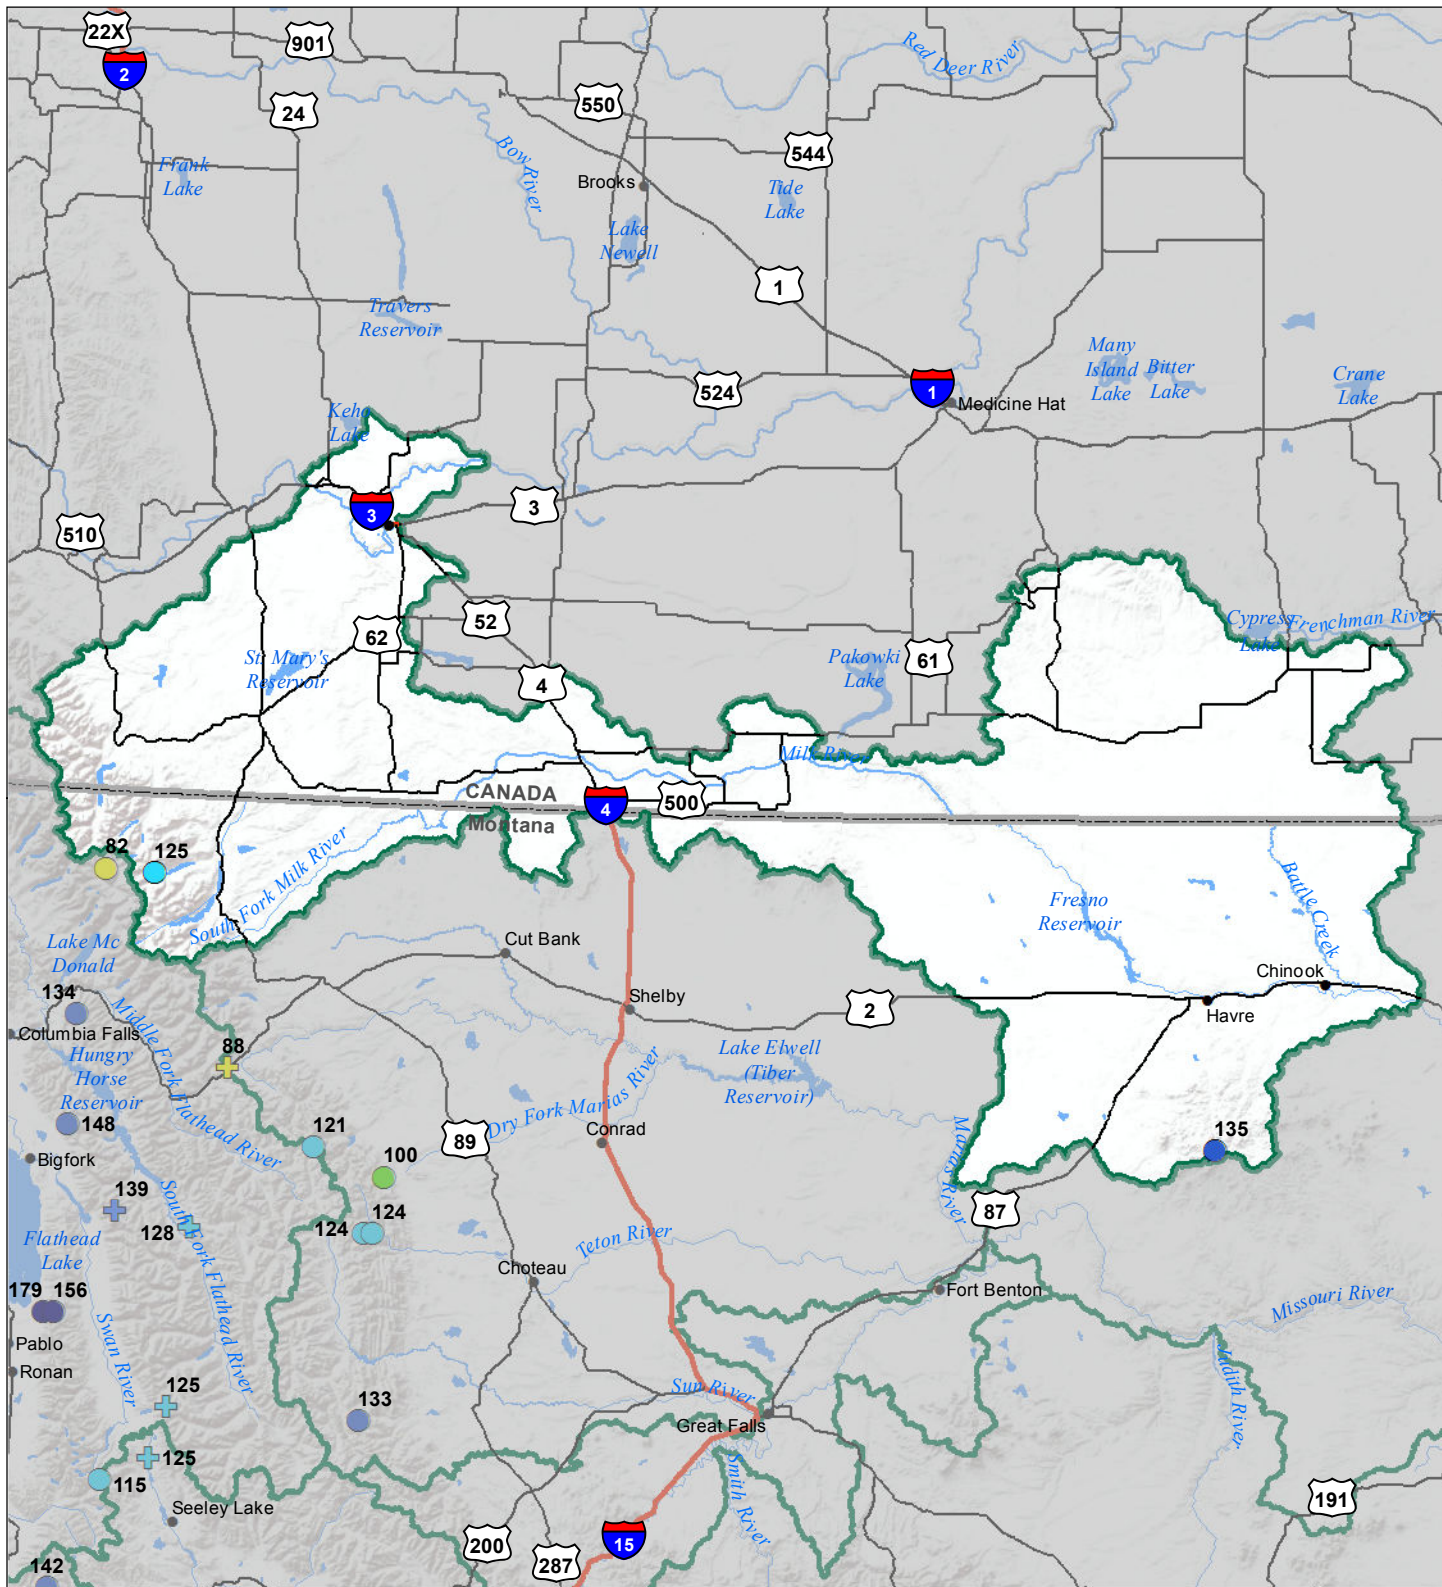 22X
901
2
24
550
544
Red Deer River
Bow River
Frank
Lake
Brooks
Tide
Lake
Lake
Newell
1
Travers
Reservoir
524
1
Medicine Hat
Many
Island
Lake
Bitter
Lake
Crane
Lake
Keho
Lake
3
3
510
62
52
St. Mary's
Reservoir
4
Pakowki
Lake
61
Cypress
Lake
Frenchman River
Milk River
CANADA
Montana
4
500
82
125
South Fork Milk River
Fresno
Reservoir
Battle Creek
Lake Mc
Donald
Cut Bank
Chinook
134
Shelby
2
Havre
Columbia Falls
Middle Fork Flathead River
88
Hungry
Horse
Reservoir
Lake Elwell
(Tiber
Reservoir)
148
121
89
Dry Fork Marias River
Conrad
Marias River
135
Bigfork
100
139
128
South Fork Flathead River
124
124
87
Flathead
Lake
Teton River
Choteau
Fort Benton
179
156
Missouri River
Pablo
Swan River
Ronan
Judith River
125
133
Sun River
Great Falls
125
115
Smith River
Seeley Lake
191
200
15
287
142